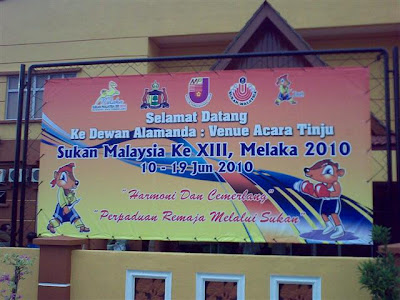 Selamat Datang
Ke Dewan Alamanda : Venue Acara Tinju
Sukan Malaysia Ke XIII, Melaka 2010
10 - 19 Jun 2010
"Harmoni Dan Cemerlang"
"Perpaduan Remaja Melalui Sukan"